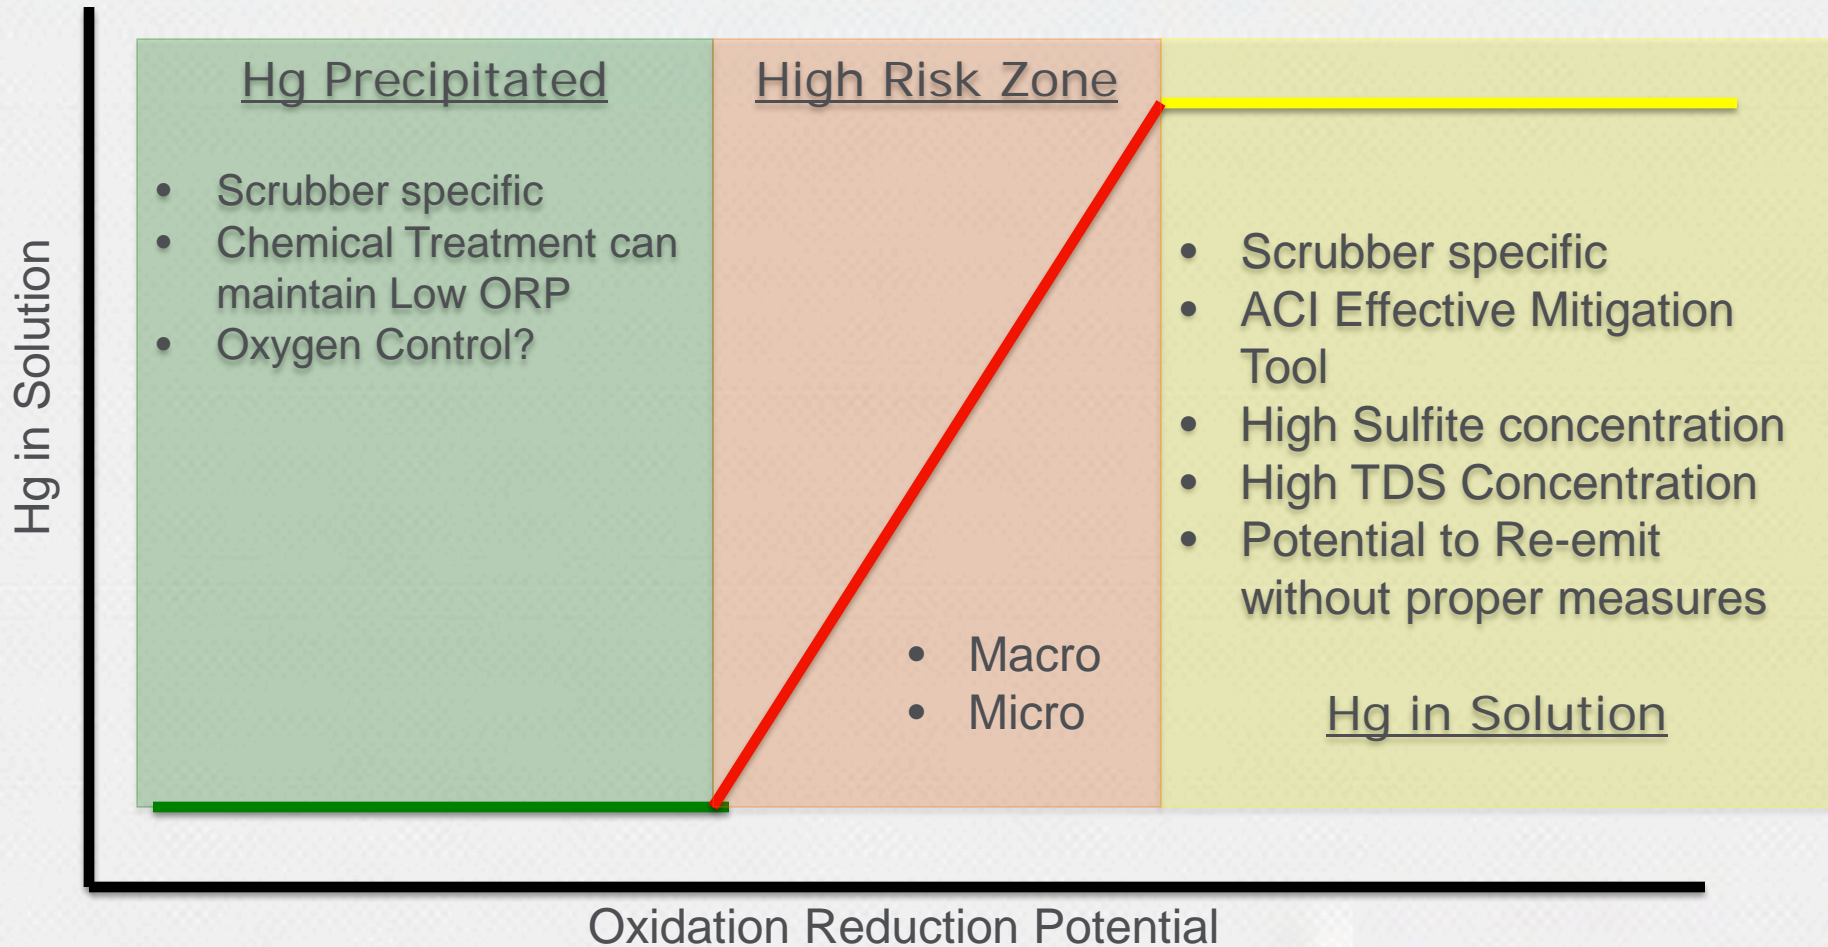 Hg in Solution
Hg Precipitated
• Scrubber specific
• Chemical Treatment can
maintain Low ORP
• Oxygen Control?
High Risk Zone
• Macro
• Micro
• Scrubber specific
• ACI Effective Mitigation
Tool
• High Sulfite concentration
• High TDS Concentration
• Potential to Re-emit
without proper measures
Hg in Solution
Oxidation Reduction Potential